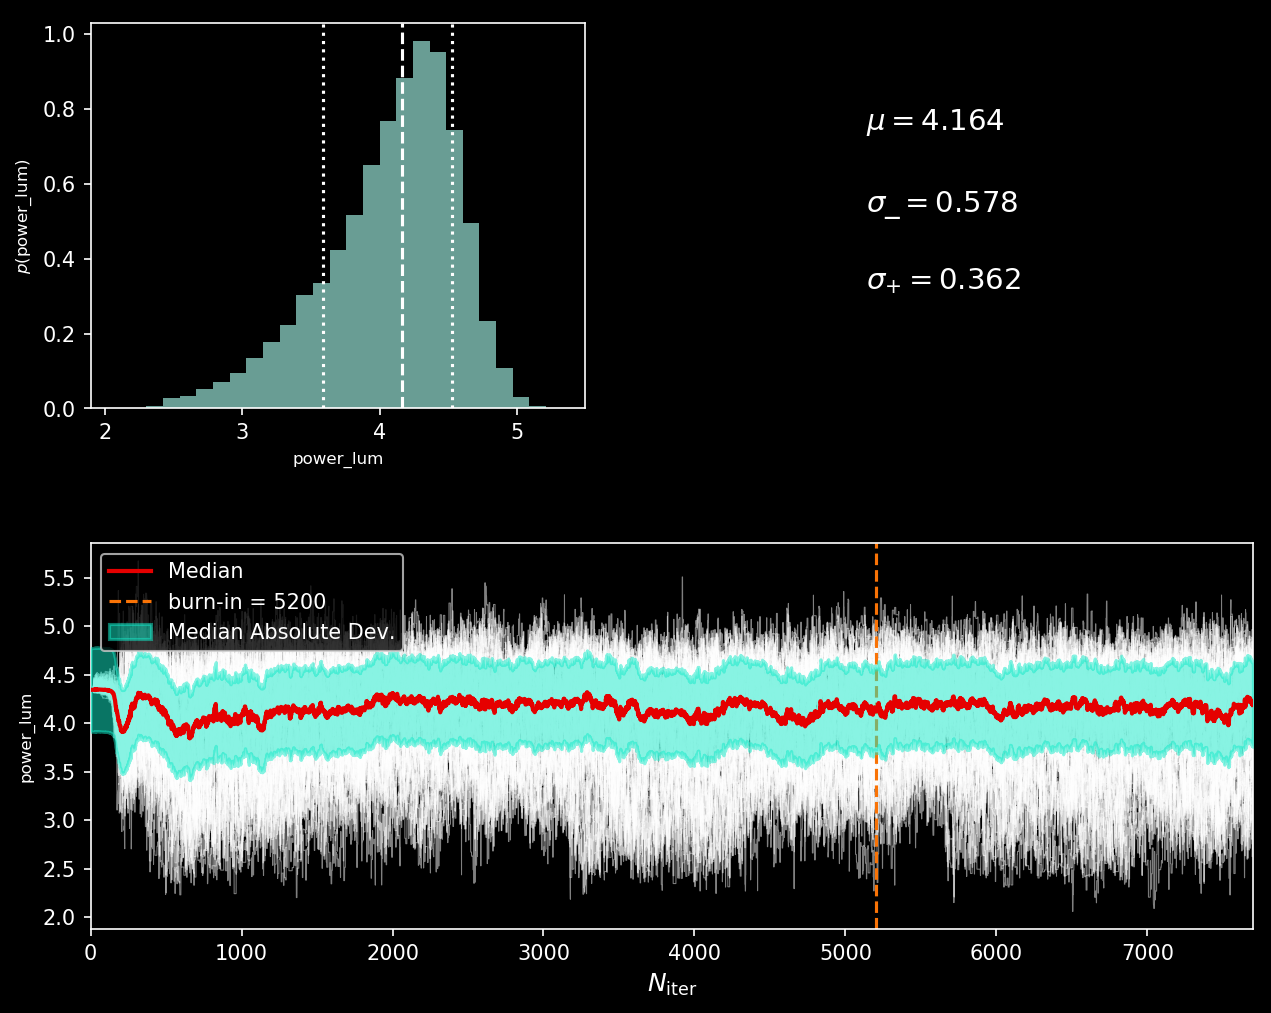 1.0
0.8
0.6
0.4
0.2
0.0
p(power_lum)
2 3 4 5
power_lum
μ = 4.164
σ_ = 0.578
σ+ = 0.362
Median
burn-in = 5200
Median Absolute Dev.
5.5
5.0
4.5
4.0
3.5
3.0
2.5
2.0
power_lum
0 1000 2000 3000 4000 5000 6000 7000
Niter